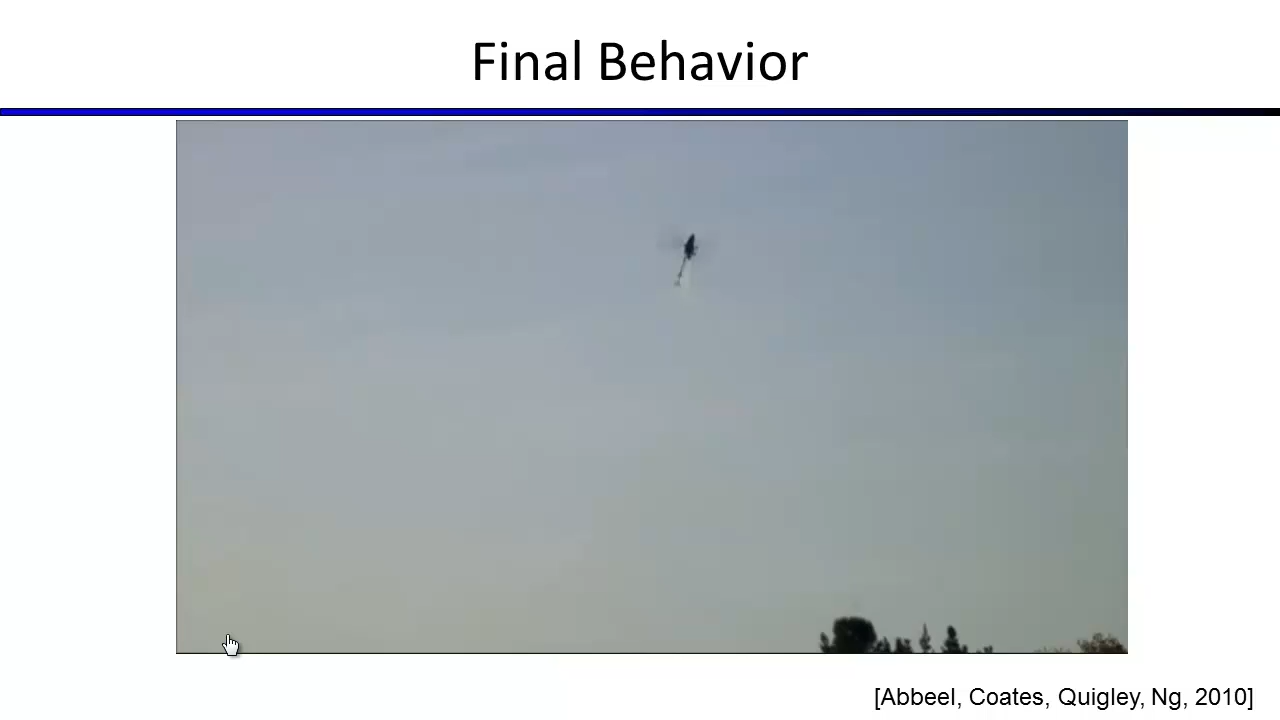 Final Behavior
[Abbeel, Coates, Quigley, Ng, 2010]